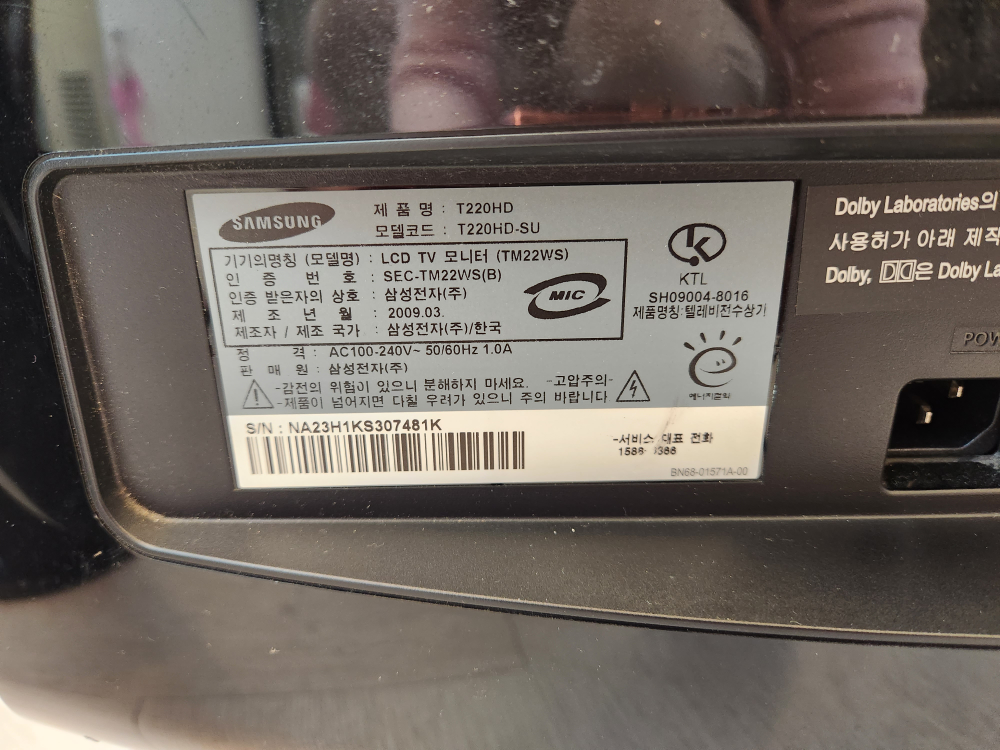 SAMSUNG
제 품 명 : T220HD
모델코드 : T220HD-SU
기기의명칭 (모델명) : LCD TV 모니터 (TM22WS)
인 증 번 호 : SEC-TM22WS(B)
인증 받은자의 상호 : 삼성전자(주)
제 조 년 월 : 2009.03.
제조자 / 제조 국가 : 삼성전자(주)/한국
MIC
KTL
SH09004-8016
제품명칭:텔레비전수상기
정 격 : AC100-240V~ 50/60Hz 1.0A
판 매 원 : 삼성전자(주)
-감전의 위험이 있으니 분해하지 마세요. -고압주의-
-제품이 넘어지면 다칠 우려가 있으니 주의 바랍니다
에너지절약
S/N : NA23H1KS307481K
-서비스 대표 전화
BN68-01571A-00
Dolby Laboratories의
사용허가 아래 제작
Dolby, 은 Dolby La
POW